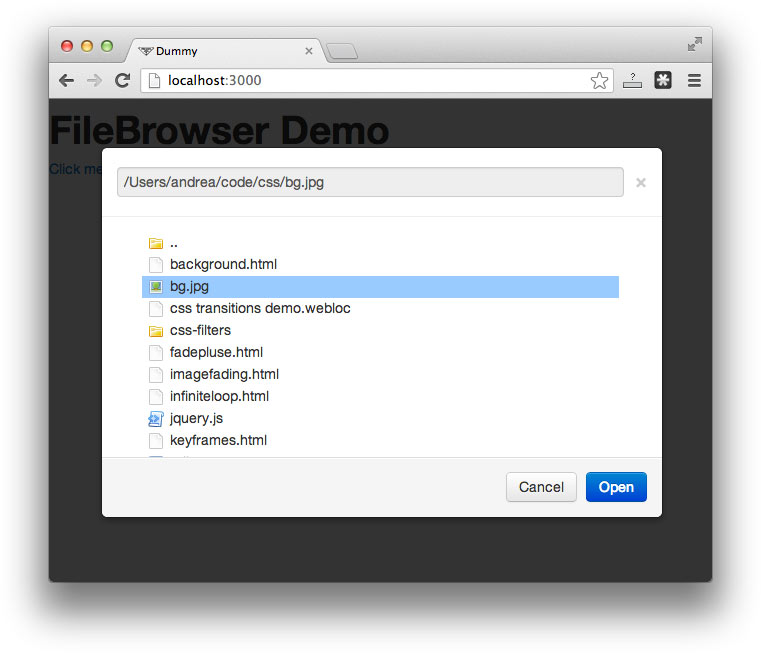 Dummy
localhost:3000
FileBrowser Demo
Click me
/Users/andrea/code/css/bg.jpg
..
background.html
bg.jpg
css transitions demo.webloc
css-filters
fadepluse.html
imagefading.html
infiniteloop.html
jquery.js
keyframes.html
Cancel
Open